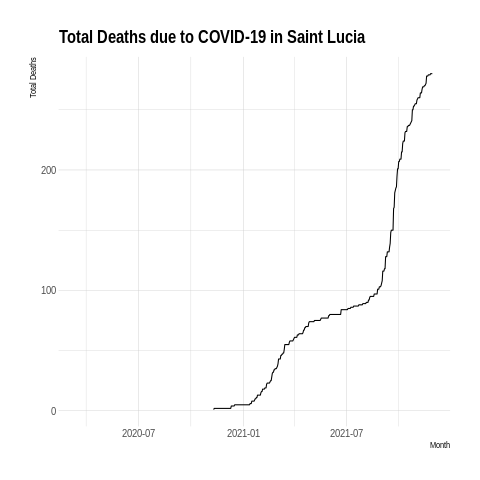 Total Deaths due to COVID-19 in Saint Lucia
Total Deaths
200
100
0
2020-07 2021-01 2021-07
Month